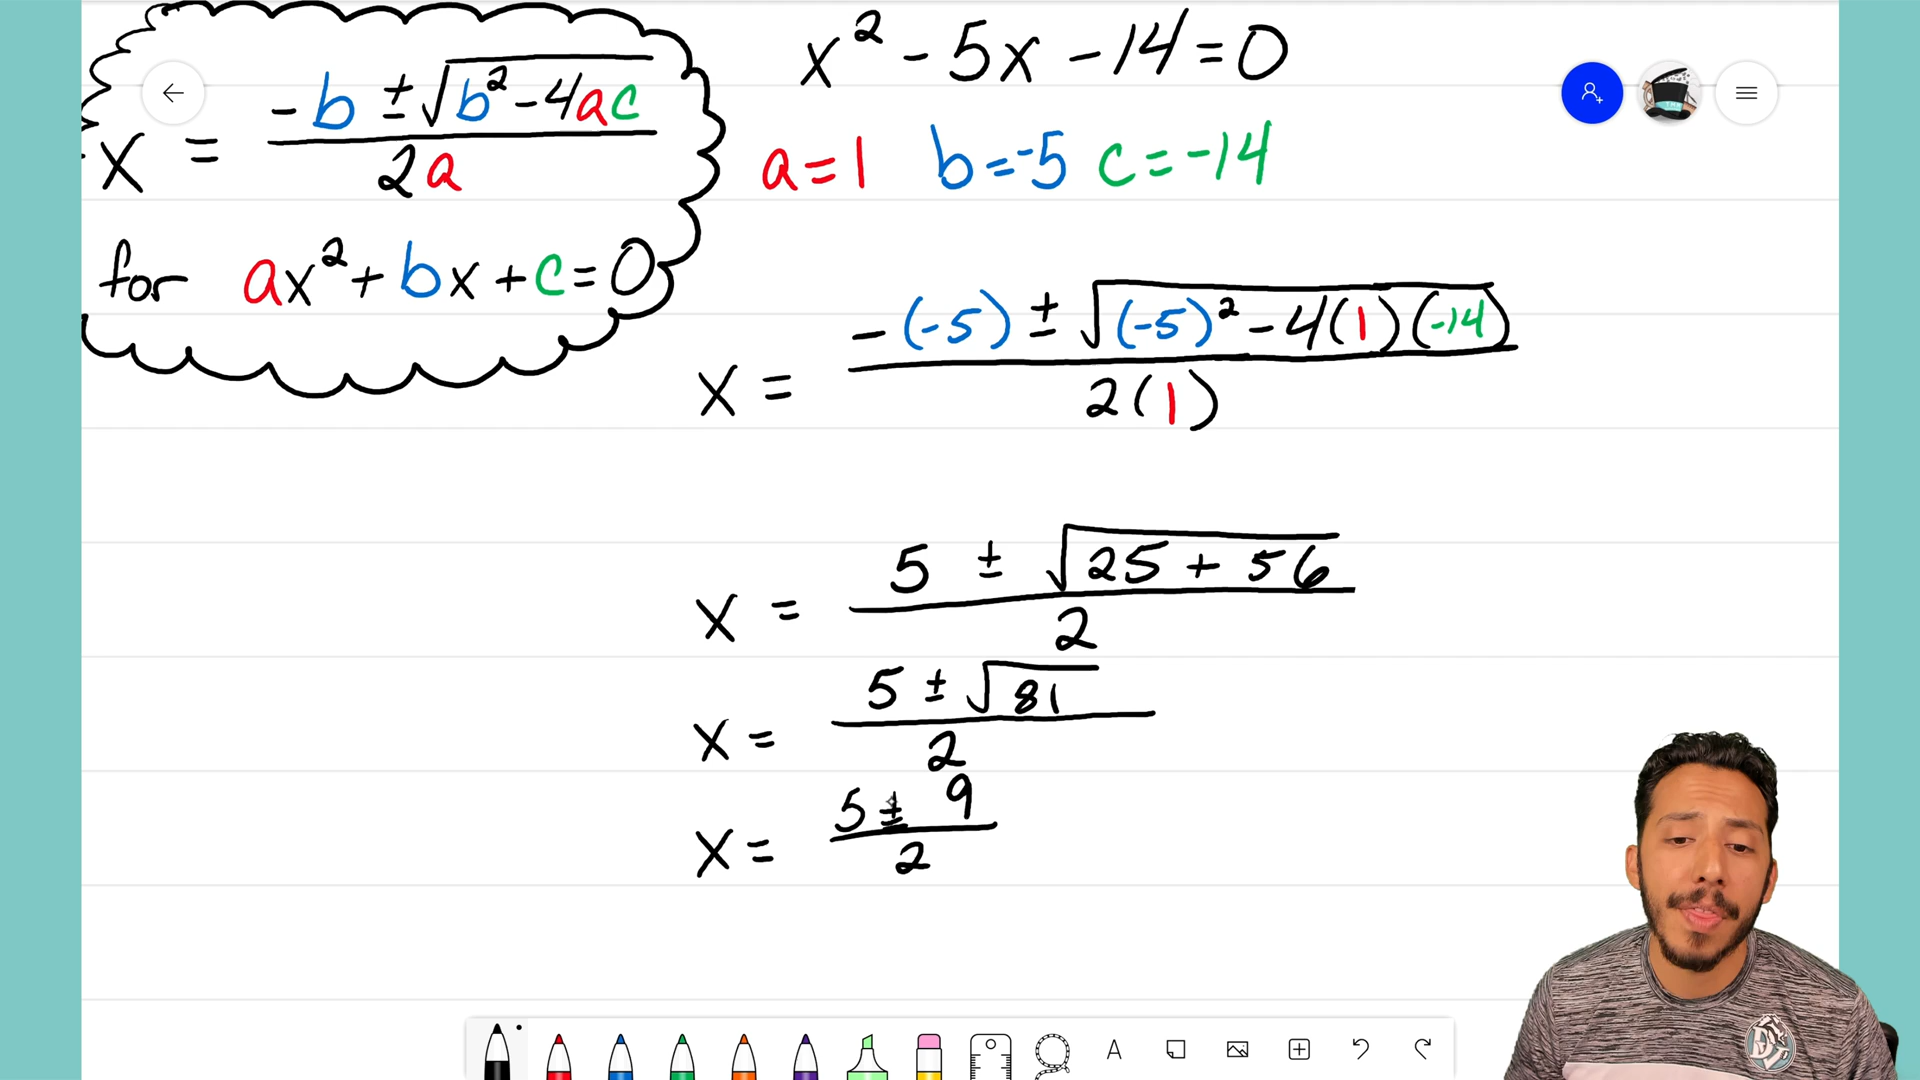 x = (-b ± √(b² - 4ac)) / 2a
for ax² + bx + c = 0
x² - 5x - 14 = 0
a = 1 b = -5 c = -14
x = (-(-5) ± √((-5)² - 4(1)(-14))) / 2(1)
x = (5 ± √(25 + 56)) / 2
x = (5 ± √81) / 2
x = (5 ± 9) / 2
A